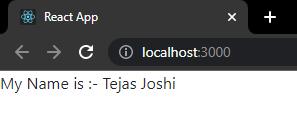 React App
localhost:3000
My Name is :- Tejas Joshi